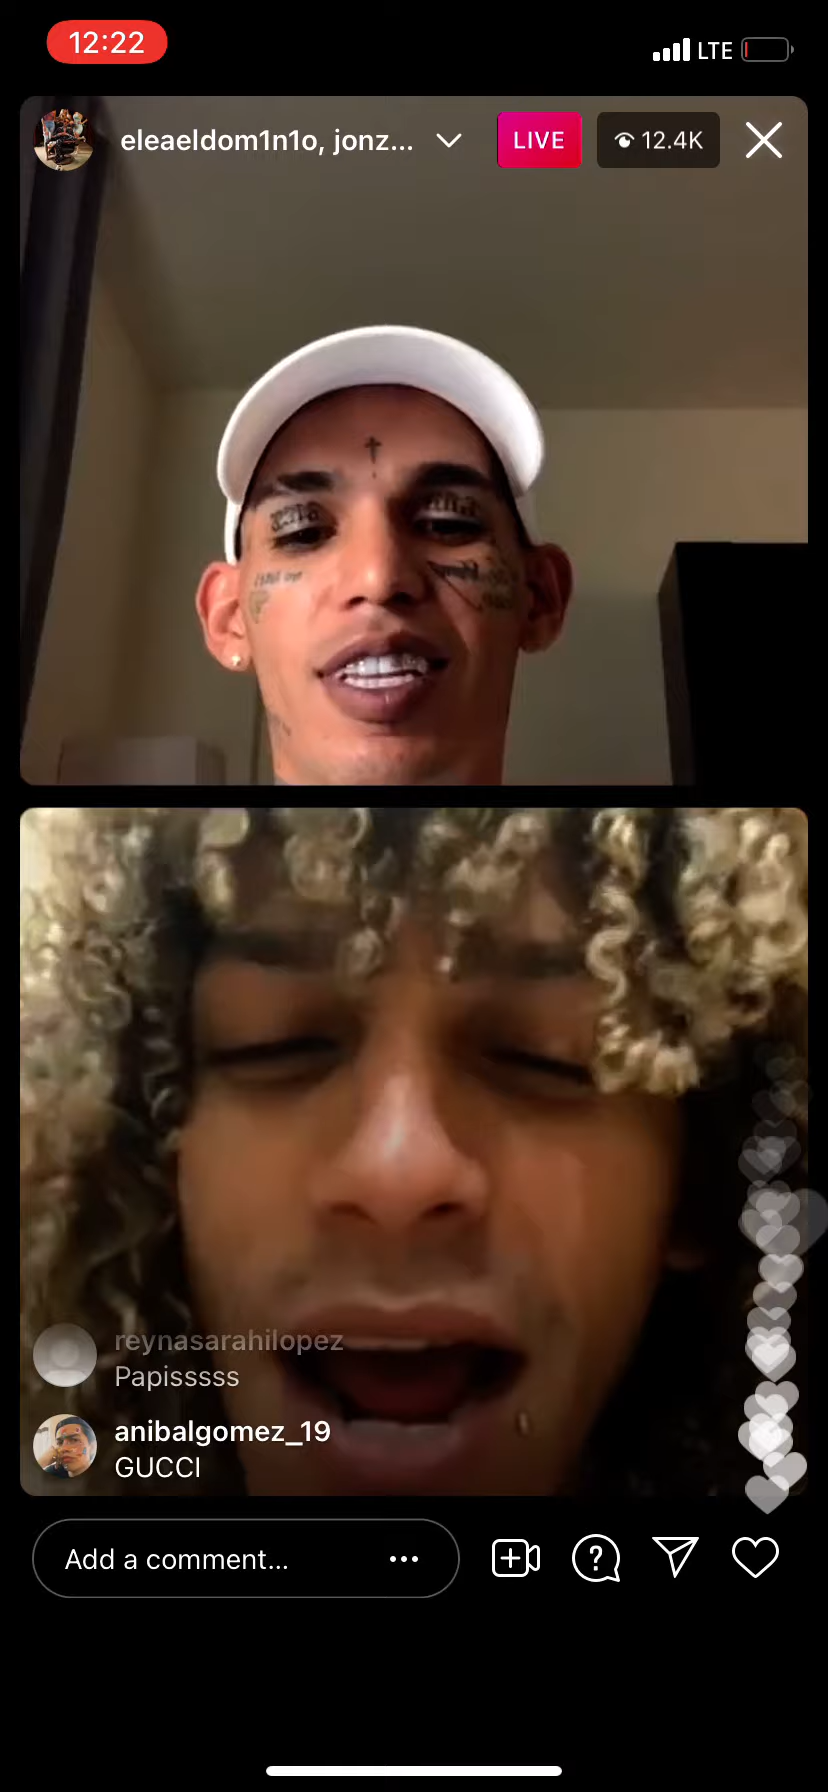 12:22
LTE
eleaeldom1n1o, jonz...
LIVE
12.4K
reynasarahilopez
Papisssss
anibalgomez_19
GUCCI
Add a comment...